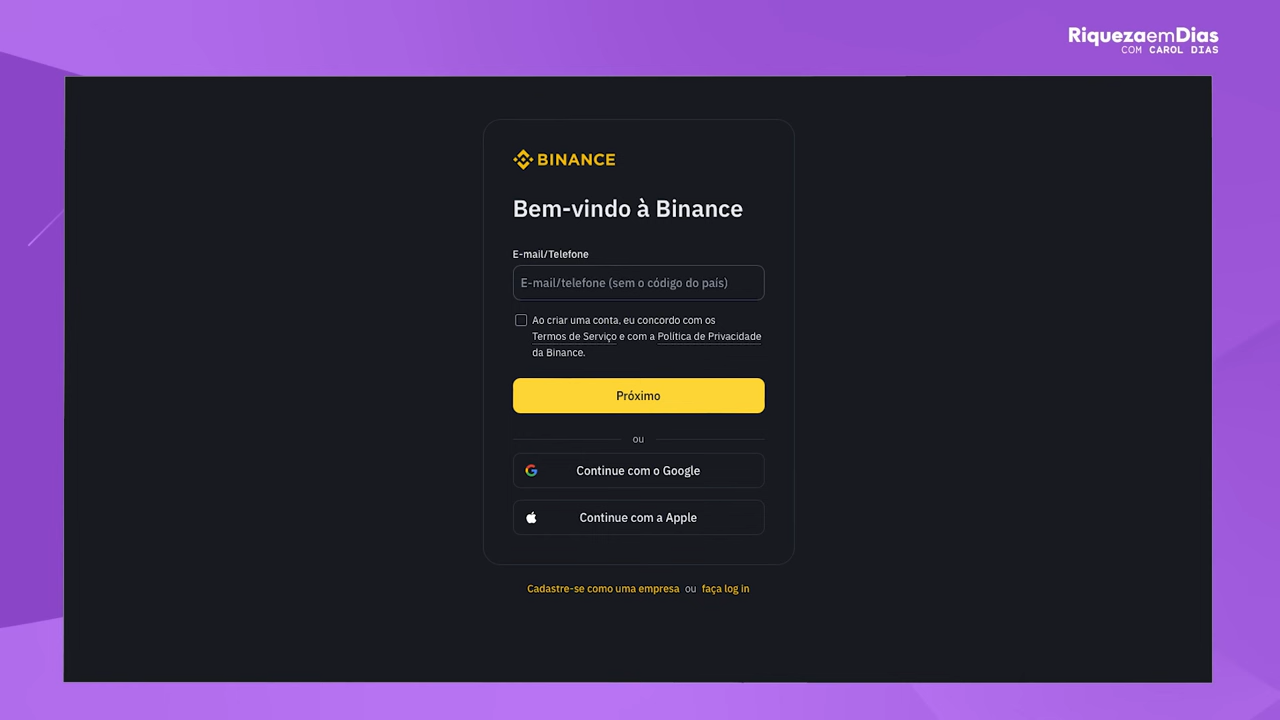 RiquezaemDias
COM CAROL DIAS
BINANCE
Bem-vindo à Binance
E-mail/Telefone
E-mail/telefone (sem o código do país)
Ao criar uma conta, eu concordo com os
Termos de Serviço e com a Política de Privacidade
da Binance.
Próximo
ou
Continue com o Google
Continue com a Apple
Cadastre-se como uma empresa ou faça log in